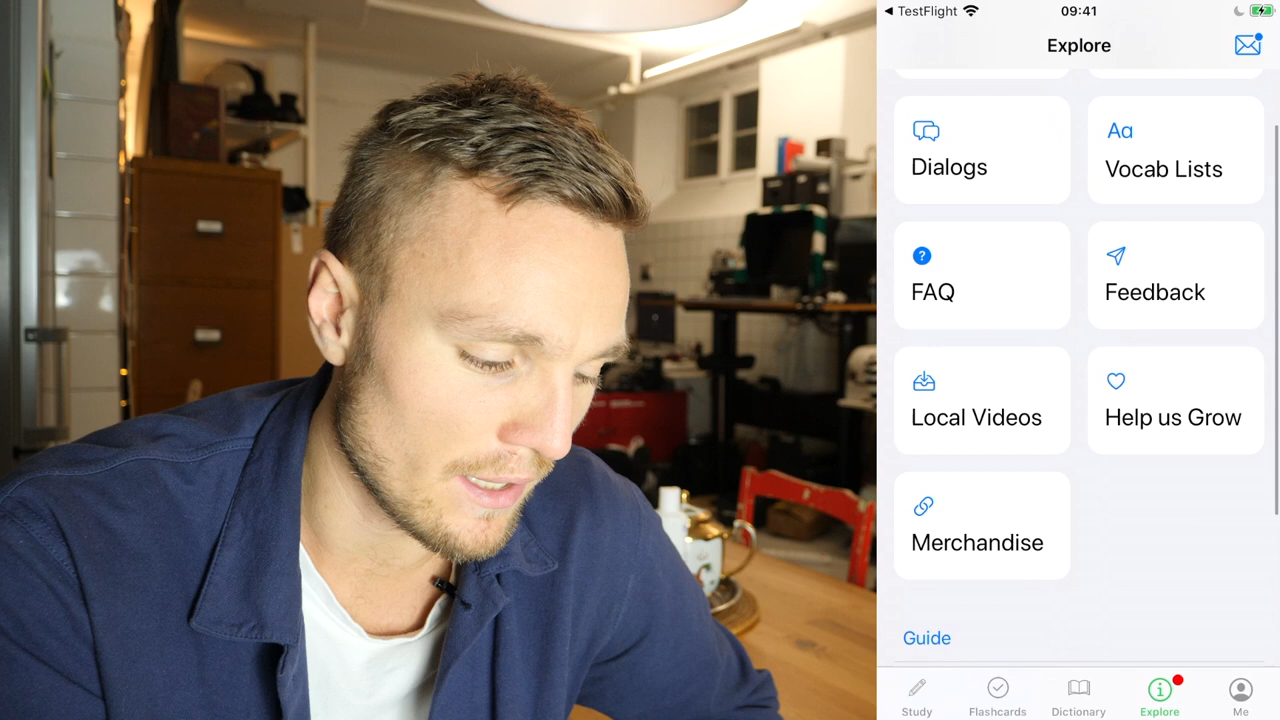 TestFlight
09:41
Explore
Dialogs
Aa
Vocab Lists
?
FAQ
Feedback
Local Videos
Help us Grow
Merchandise
Guide
Study
Flashcards
Dictionary
Explore
Me